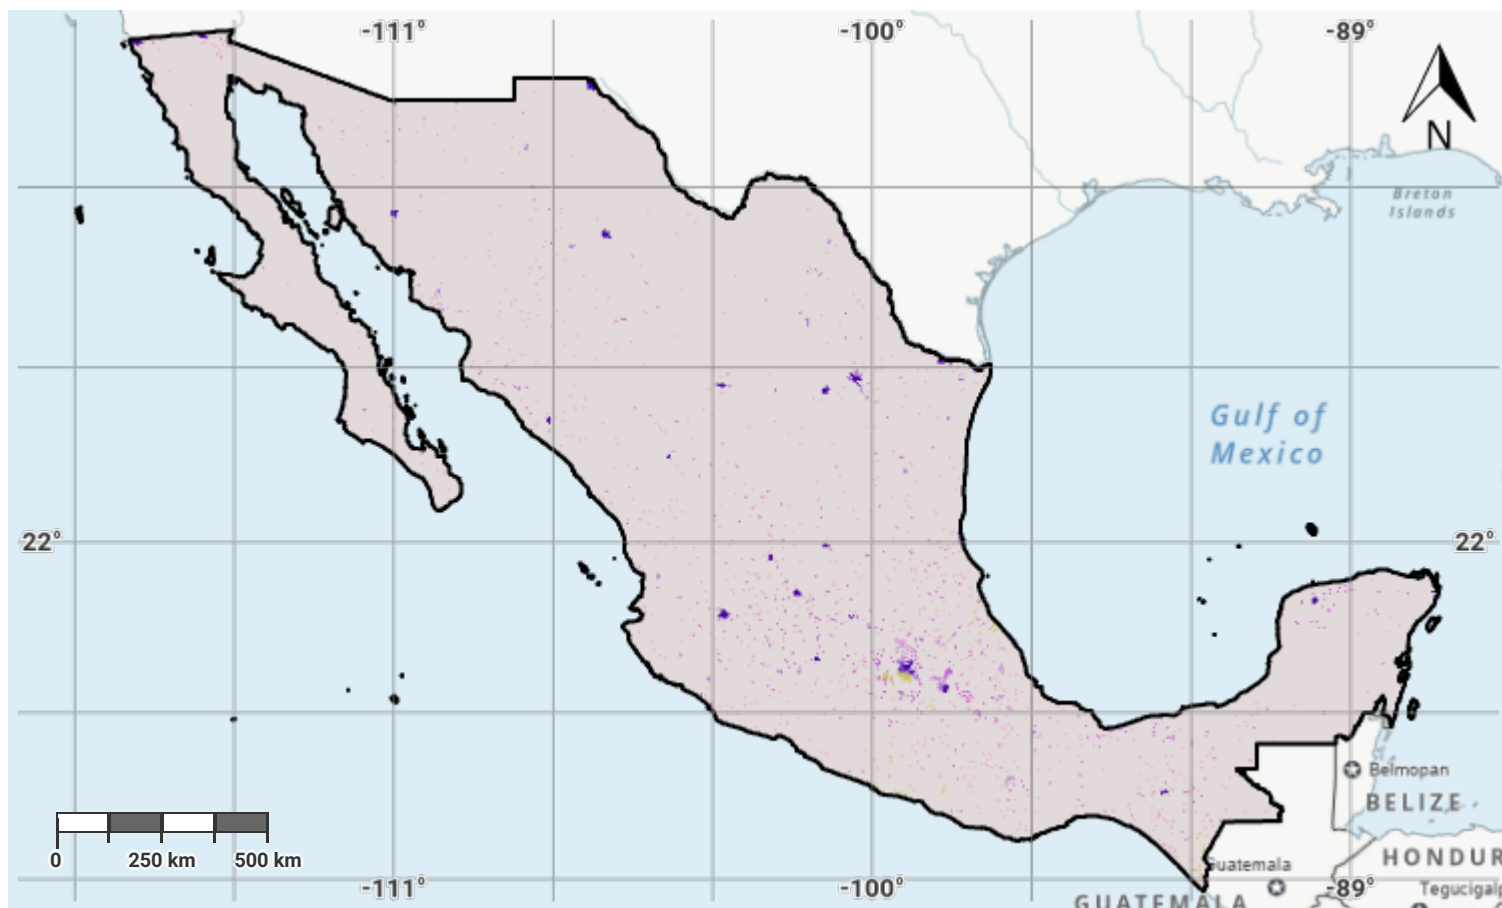 -111°
-100°
-89°
N
Breton
Islands
Gulf of
Mexico
22°
22°
Belmopan
BELIZE
0
250 km
500 km
Guatemala
HONDUR
-111°
-100°
-89°
Tegucigalp
GUATEMALA